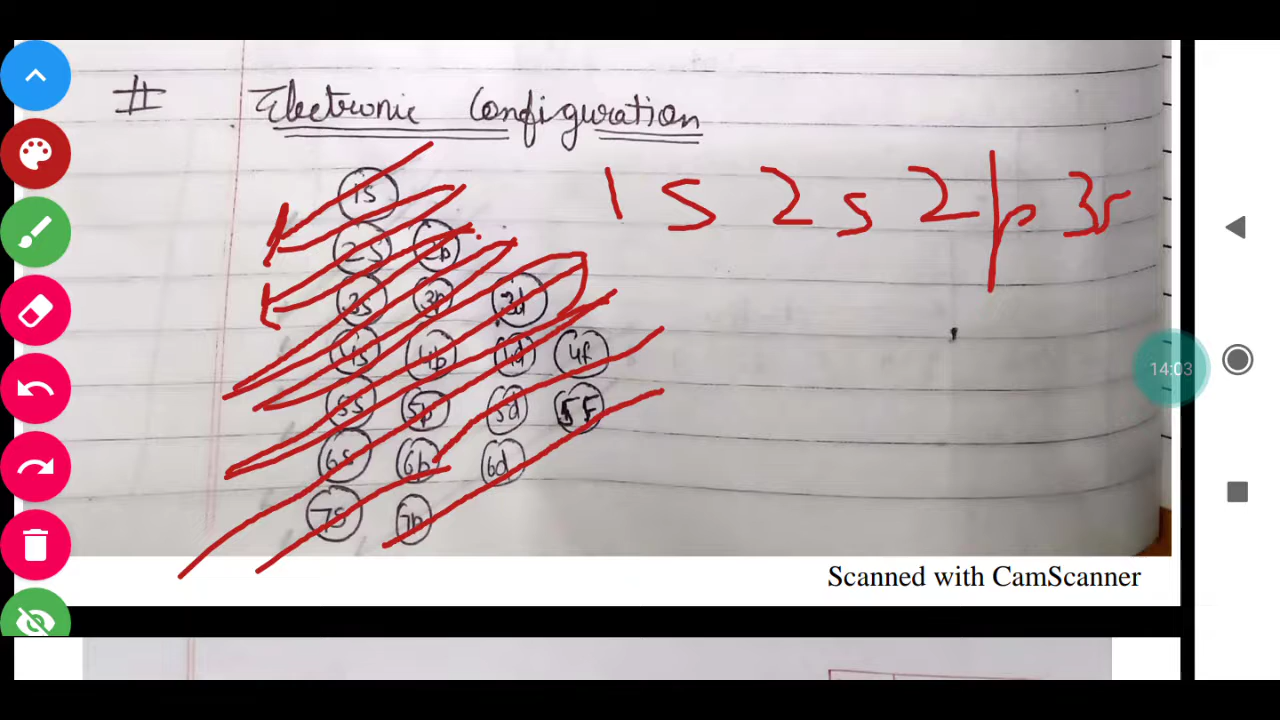 # Electronic Configuration
1s 2s 2p 3s
1s
2s 2p
3s 3p 3d
4s 4p 4d 4f
5s 5p 5d 5F
6s 6p 6d
7s 7p
14:03
Scanned with CamScanner